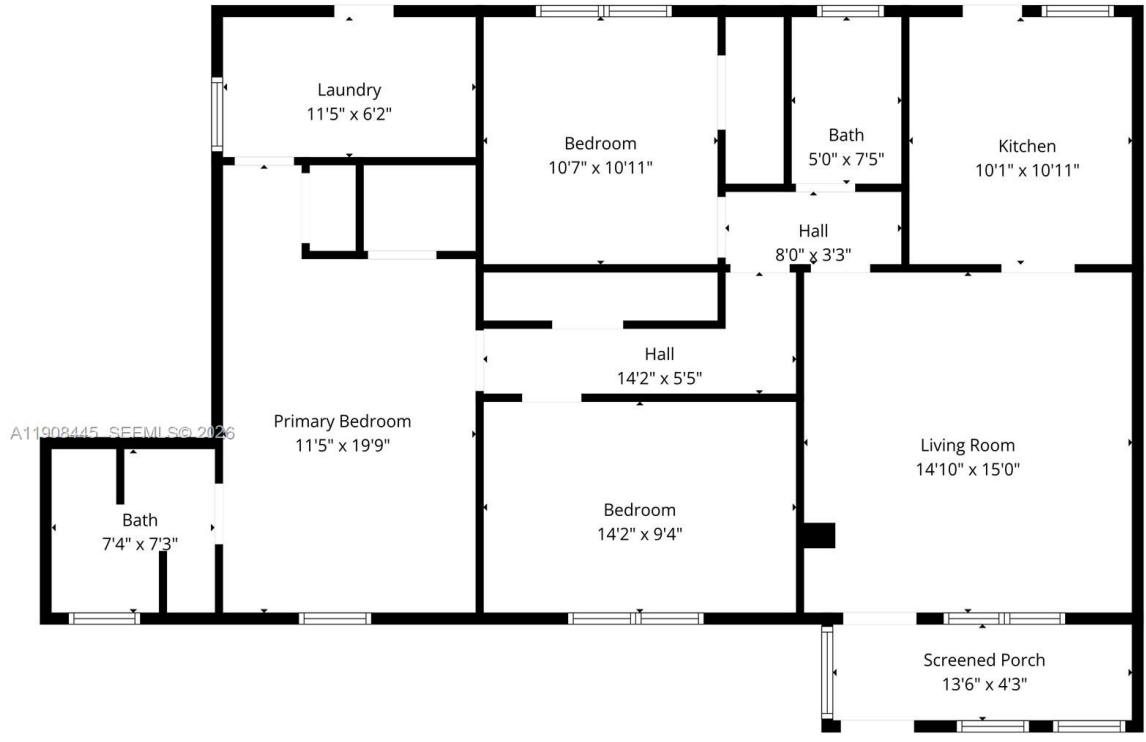 Laundry
11'5" x 6'2"
Bedroom
10'7" x 10'11"
Bath
5'0" x 7'5"
Kitchen
10'1" x 10'11"
Hall
8'0" x 3'3"
Hall
14'2" x 5'5"
Primary Bedroom
11'5" x 19'9"
A11908445 SEEMLS© 2026
Living Room
14'10" x 15'0"
Bedroom
14'2" x 9'4"
Bath
7'4" x 7'3"
Screened Porch
13'6" x 4'3"